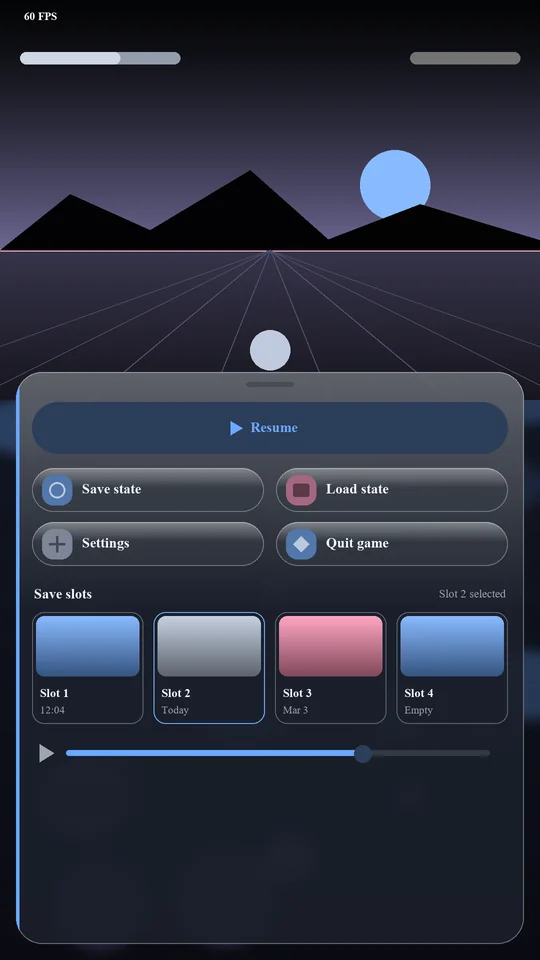 60 FPS
Resume
Save state
Load state
Settings
Quit game
Save slots
Slot 2 selected
Slot 1
12:04
Slot 2
Today
Slot 3
Mar 3
Slot 4
Empty